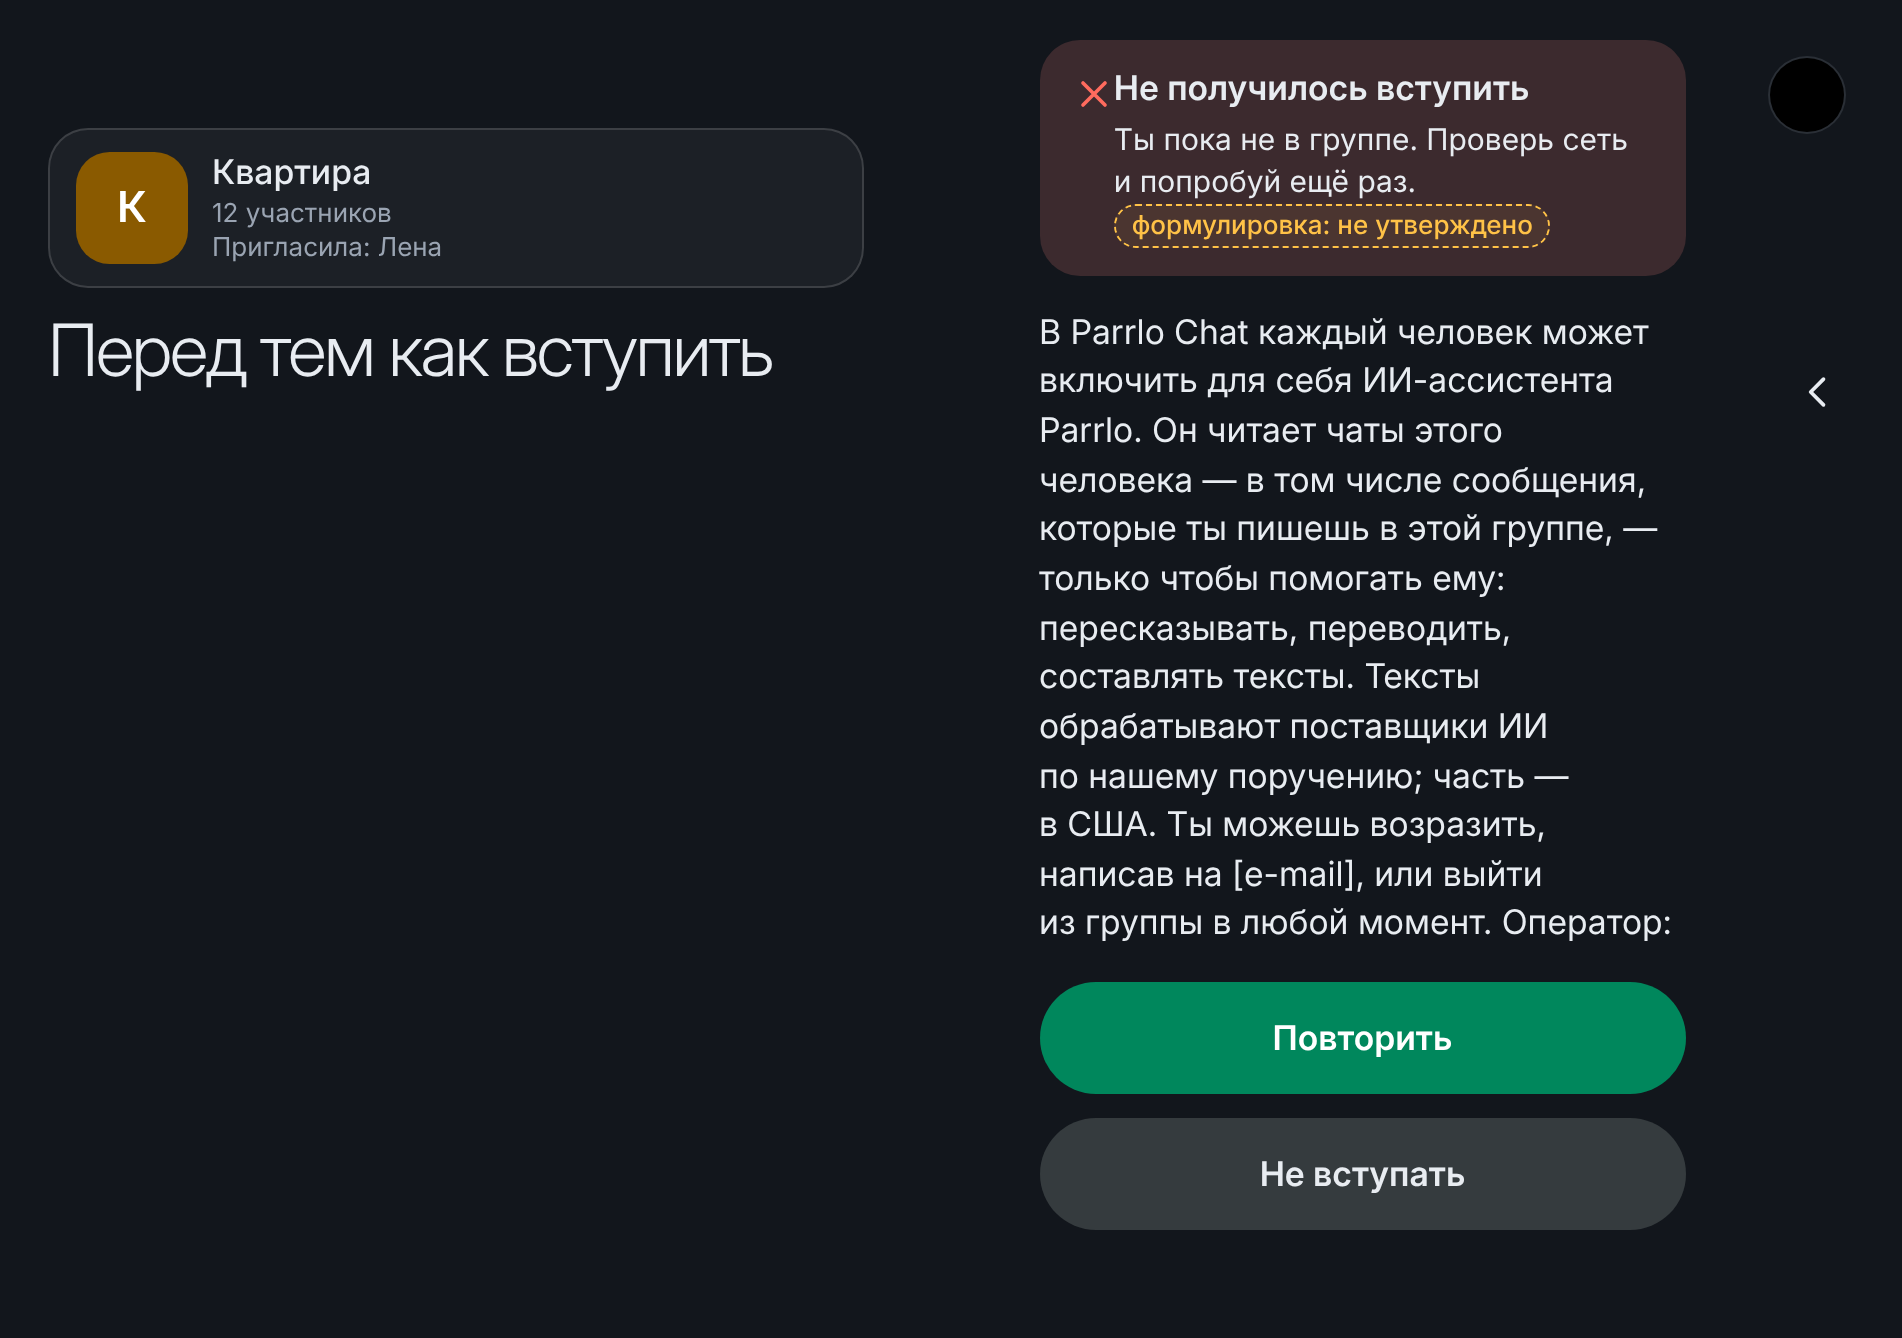 К
Квартира
12 участников
Пригласила: Лена
Перед тем как вступить
Не получилось вступить
Ты пока не в группе. Проверь сеть
и попробуй ещё раз.
формулировка: не утверждено
В Parrlo Chat каждый человек может
включить для себя ИИ-ассистента
Parrlo. Он читает чаты этого
человека — в том числе сообщения,
которые ты пишешь в этой группе, —
только чтобы помогать ему:
пересказывать, переводить,
составлять тексты. Тексты
обрабатывают поставщики ИИ
по нашему поручению; часть —
в США. Ты можешь возразить,
написав на [e-mail], или выйти
из группы в любой момент. Оператор:
Повторить
Не вступать